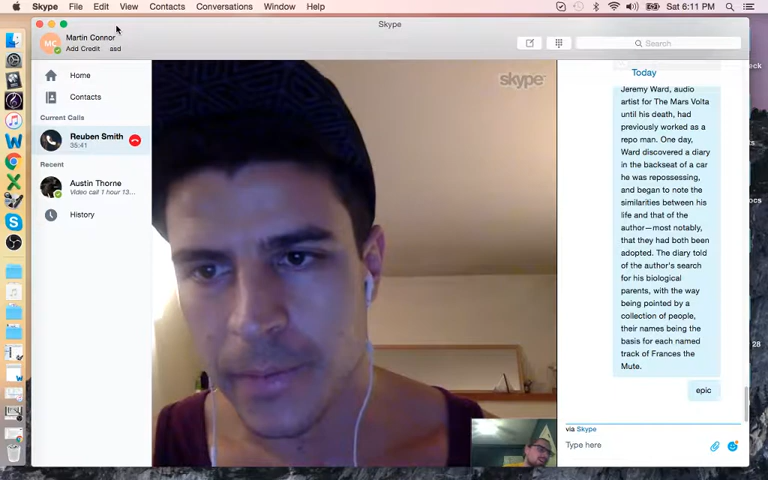 Skype File Edit View Contacts Conversations Window Help
Sat 6:11 PM
Skype
Martin Connor
MC
Add Credit asd
Search
Home
Contacts
Current Calls
Reuben Smith
35:41
Recent
Austin Thorne
Video call 1 hour 13...
History
skype
Today
Jeremy Ward, audio
artist for The Mars Volta
until his death, had
previously worked as a
repo man. One day,
Ward discovered a diary
in the backseat of a car
he was repossessing,
and began to note the
similarities between his
life and that of the
author—most notably,
that they had both been
adopted. The diary told
of the author's search
for his biological
parents, with the way
being pointed by a
collection of people,
their names being the
basis for each named
track of Frances the
Mute.
epic
via Skype
Type here
28